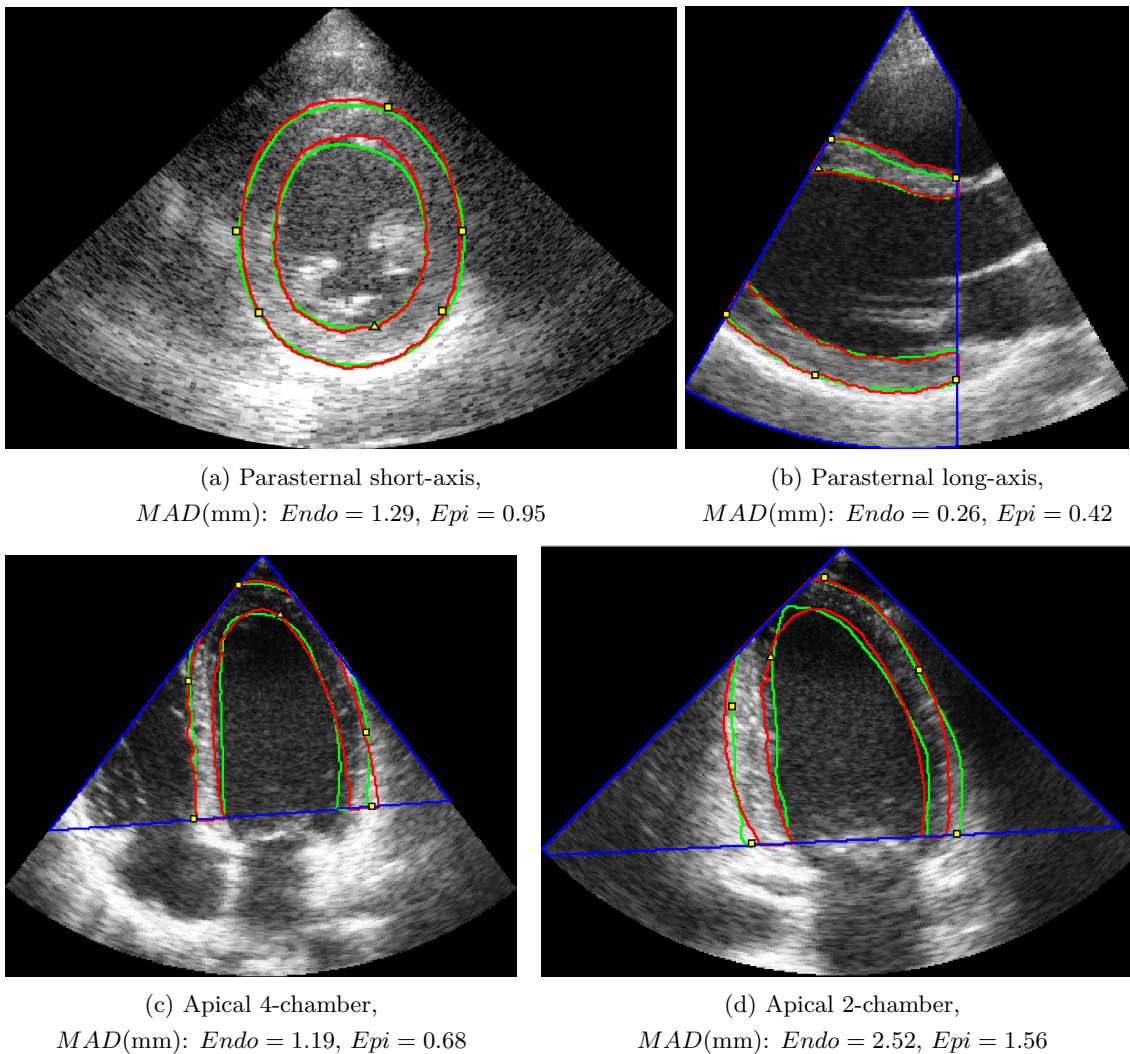 (a) Parasternal short-axis,
MAD(mm): Endo = 1.29, Epi = 0.95
(b) Parasternal long-axis,
MAD(mm): Endo = 0.26, Epi = 0.42
(c) Apical 4-chamber,
MAD(mm): Endo = 1.19, Epi = 0.68
(d) Apical 2-chamber,
MAD(mm): Endo = 2.52, Epi = 1.56